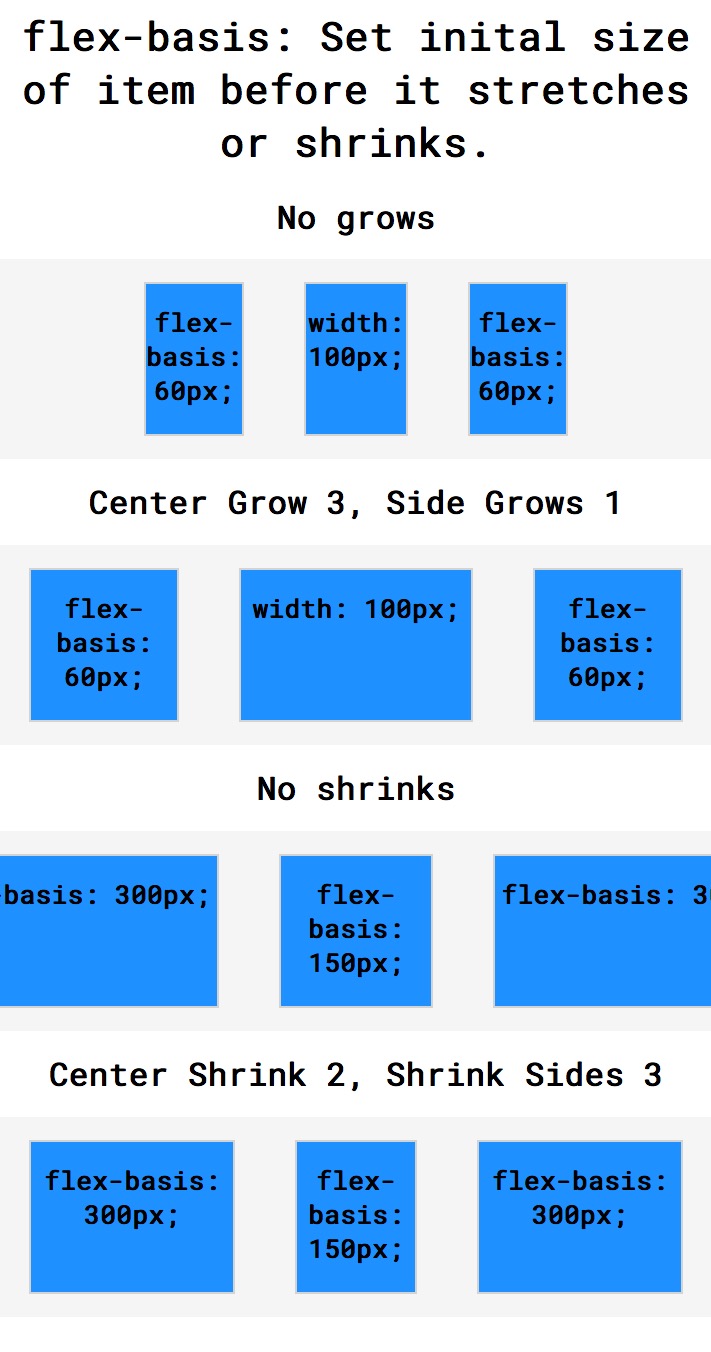 flex-basis: Set inital size
of item before it stretches
or shrinks.
No grows
flex-
basis:
60px;
width:
100px;
flex-
basis:
60px;
Center Grow 3, Side Grows 1
flex-
basis:
60px;
width: 100px;
flex-
basis:
60px;
No shrinks
-basis: 300px;
flex-
basis:
150px;
flex-basis: 3
Center Shrink 2, Shrink Sides 3
flex-basis:
300px;
flex-
basis:
150px;
flex-basis:
300px;